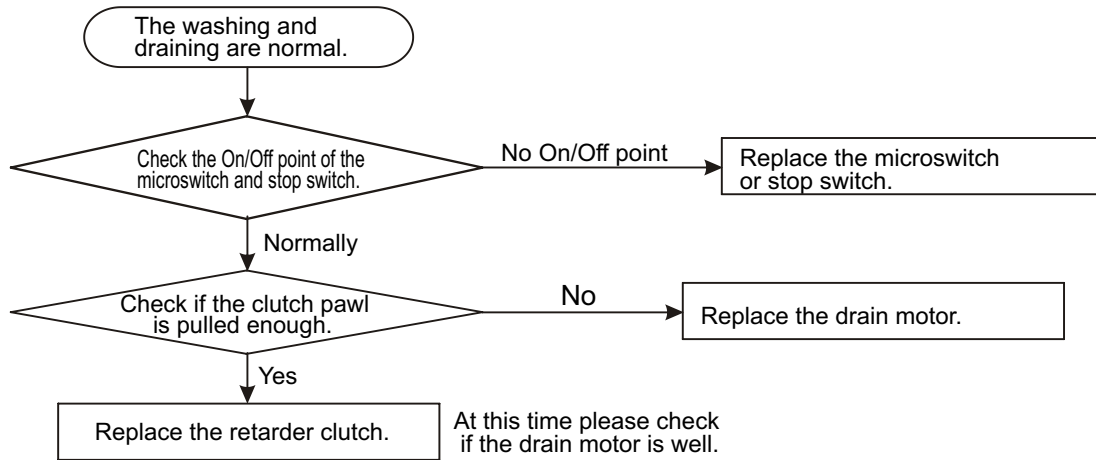 The washing and
draining are normal.
Check the On/Off point of the
microswitch and stop switch.
No On/Off point
Replace the microswitch
or stop switch.
Normally
Check if the clutch pawl
is pulled enough.
No
Replace the drain motor.
Yes
Replace the retarder clutch.
At this time please check
if the drain motor is well.